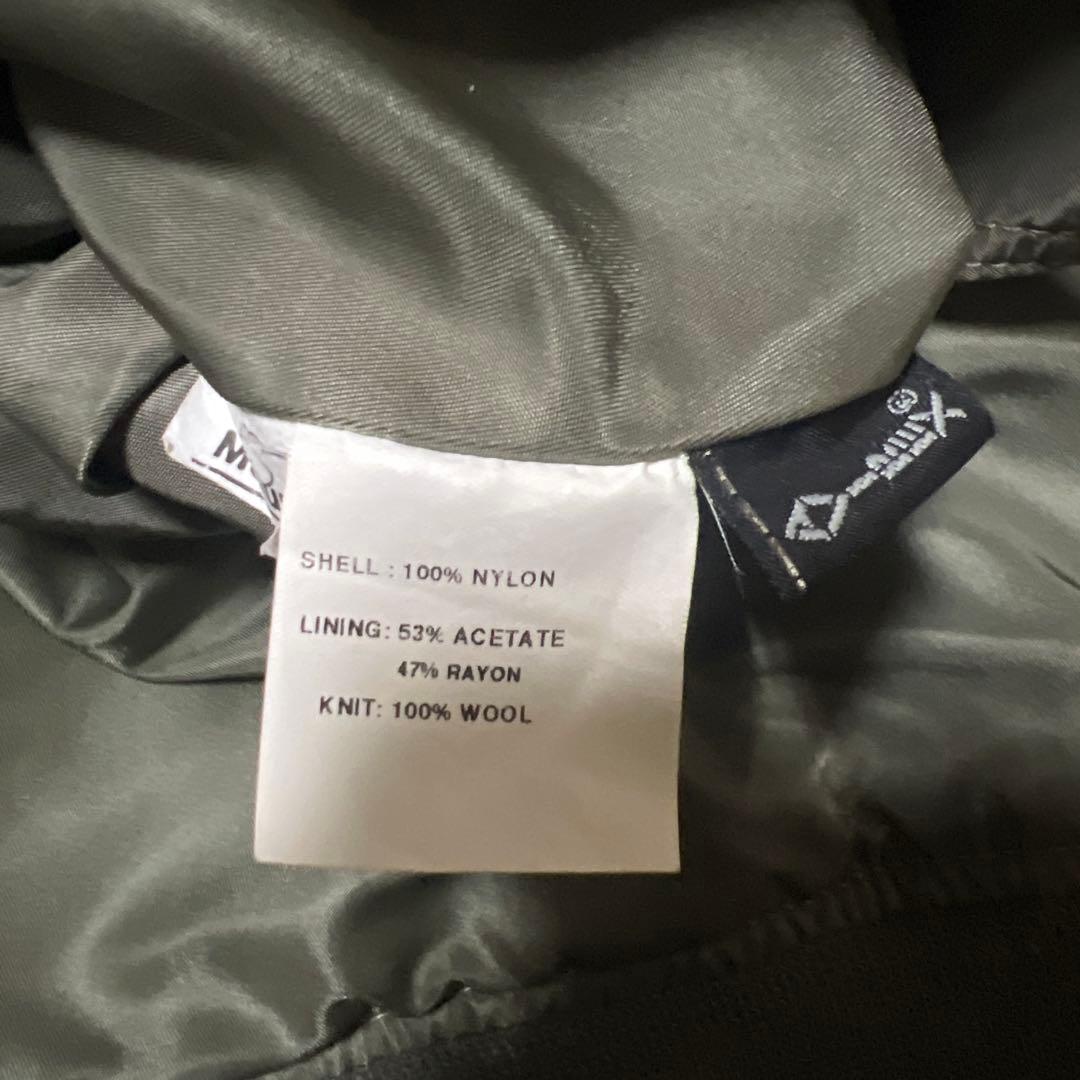 SHELL : 100% NYLON
LINING: 53% ACETATE
47% RAYON
KNIT: 100% WOOL